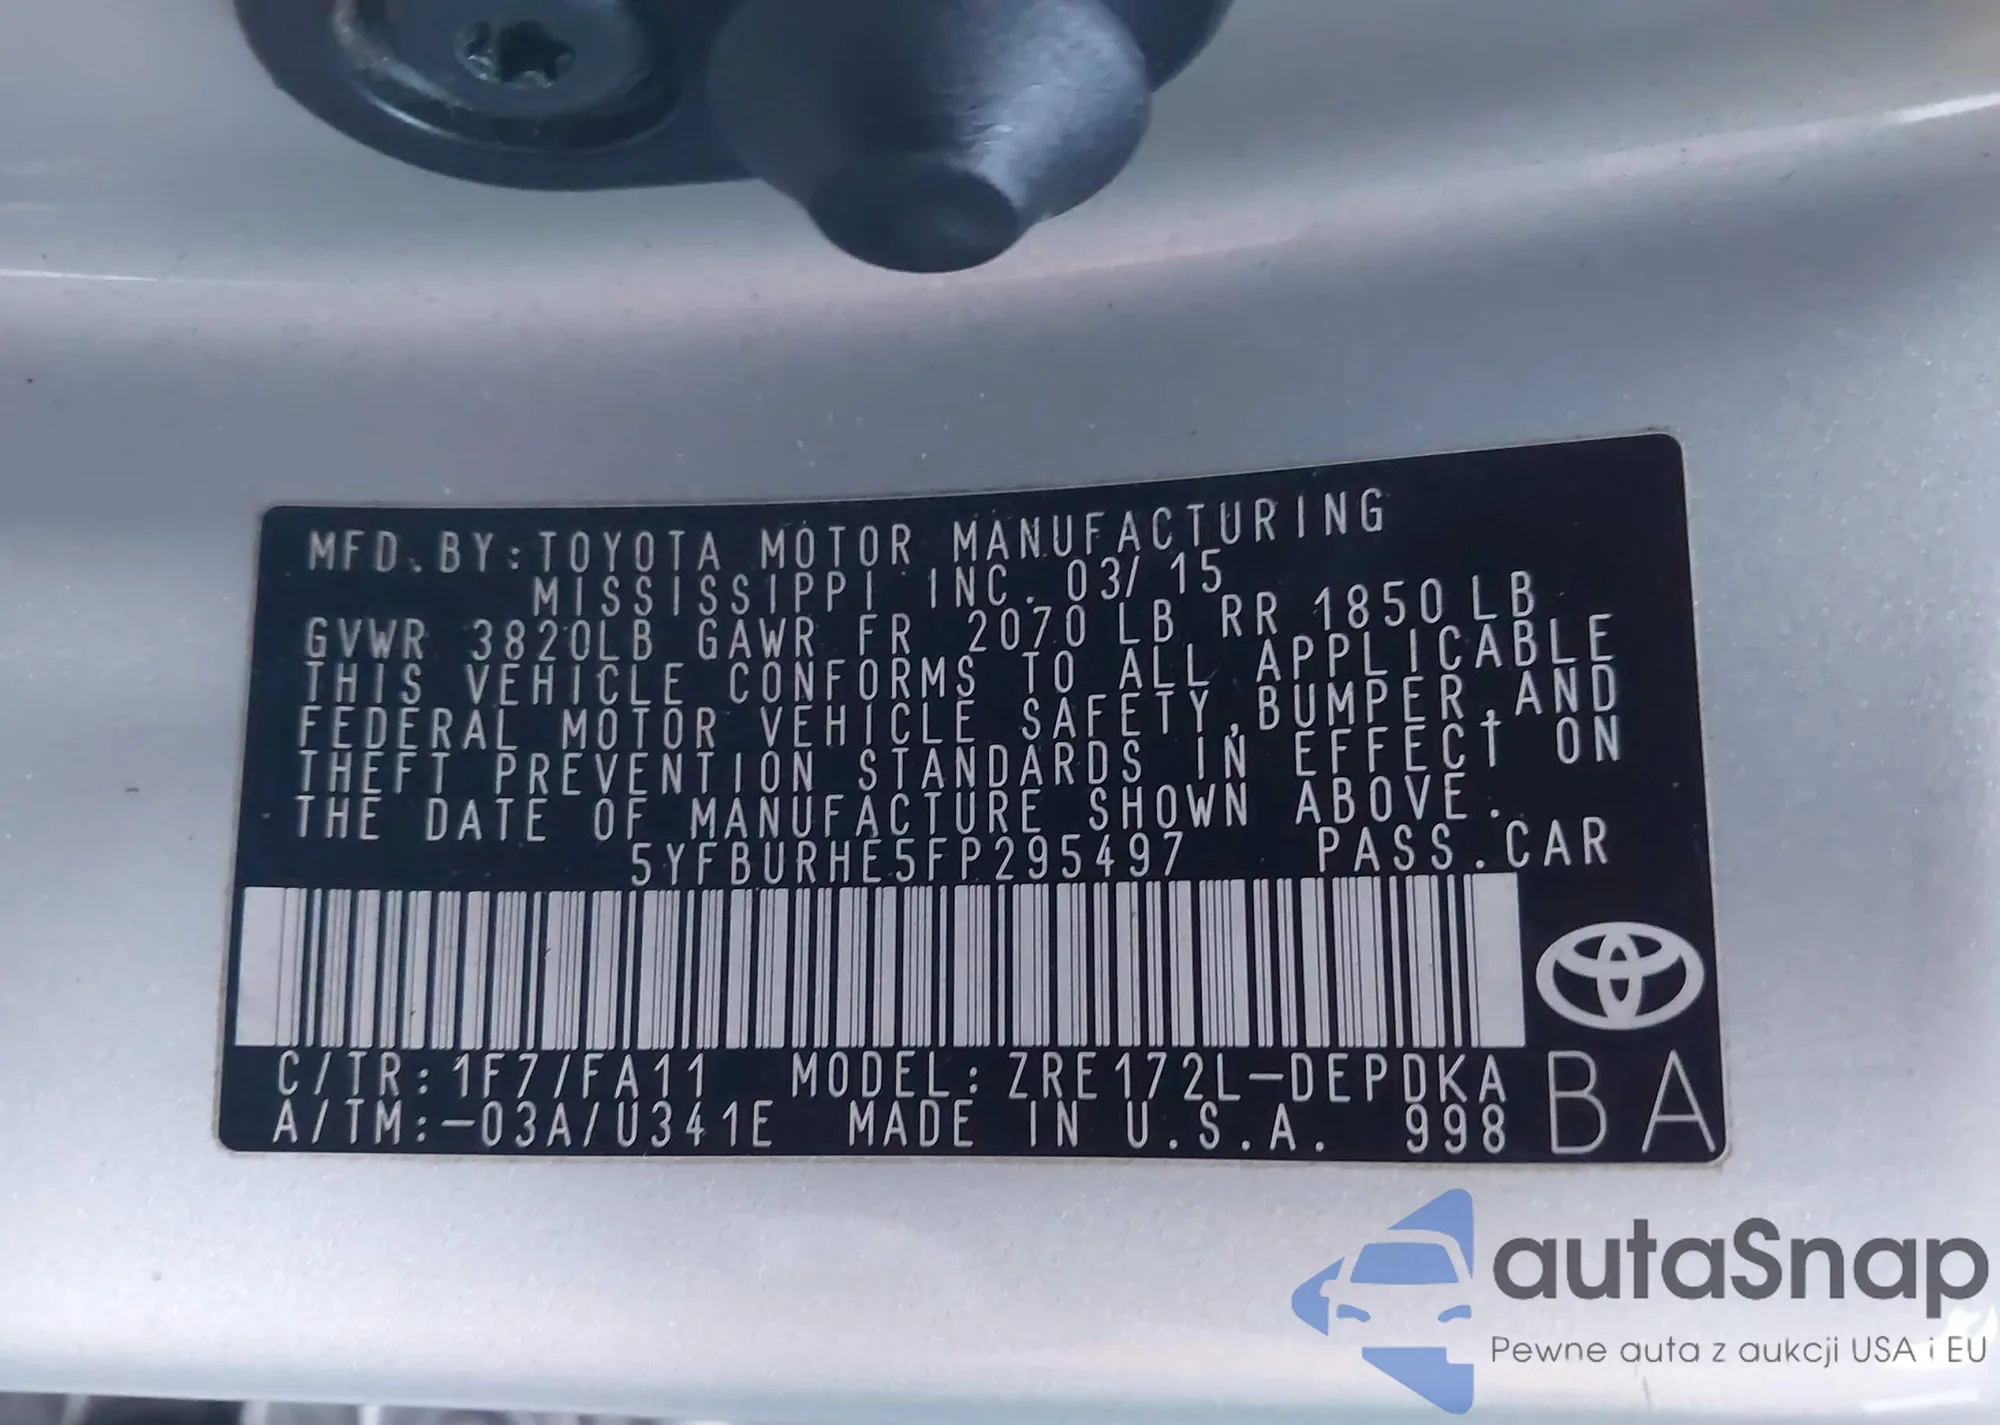 MFD.BY:TOYOTA MOTOR MANUFACTURING
MISSISSIPPI INC. 03/15
GVWR 3820LB GAWR FR 2070 LB RR 1850 LB
THIS VEHICLE CONFORMS TO ALL APPLICABLE
FEDERAL MOTOR VEHICLE SAFETY,BUMPER,AND
THEFT PREVENTION STANDARDS IN EFFECT ON
THE DATE OF MANUFACTURE SHOWN ABOVE.
5YFBURHE5FP295497 PASS.CAR
C/TR:1F7/FA11 MODEL:ZRE172L-DEPDKA
A/TM:-03A/U341E MADE IN U.S.A. 998
BA
autaSnap
Pewne auta z aukcji USA i EU